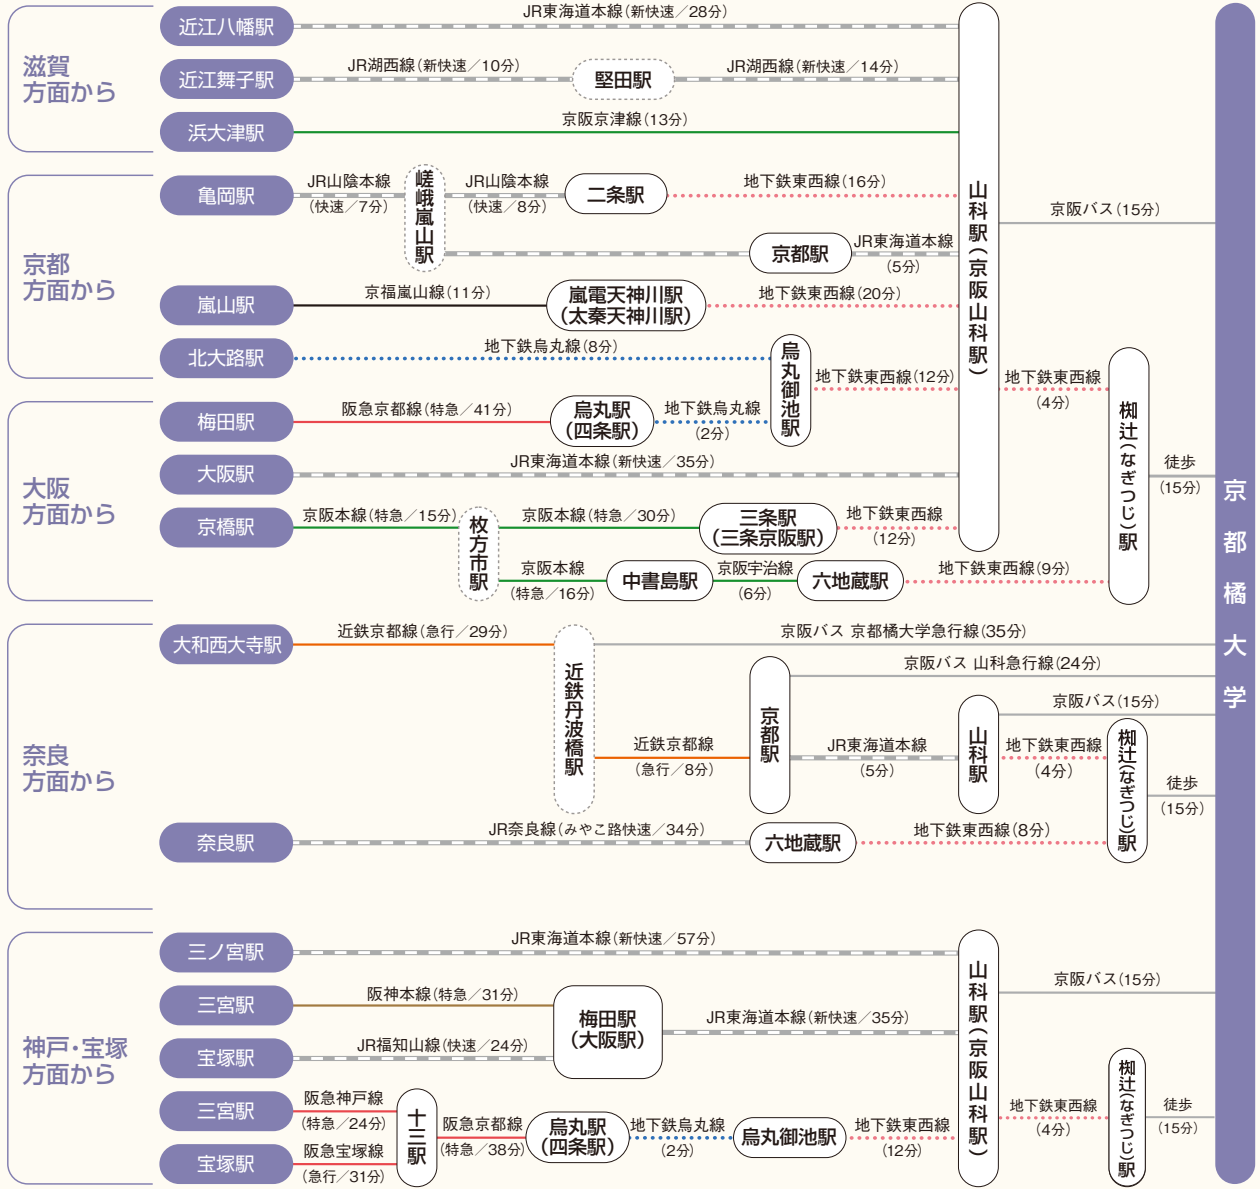 滋賀
方面から
近江八幡駅
JR東海道本線(新快速/28分)
近江舞子駅
JR湖西線(新快速/10分)
堅田駅
JR湖西線(新快速/14分)
浜大津駅
京阪京津線(13分)
京都
方面から
亀岡駅
JR山陰本線
(快速/7分)
嵯峨嵐山駅
JR山陰本線
(快速/8分)
二条駅
地下鉄東西線(16分)
京都駅
JR東海道本線
(5分)
嵐山駅
京福嵐山線(11分)
嵐電天神川駅
(太秦天神川駅)
地下鉄東西線(20分)
北大路駅
地下鉄烏丸線(8分)
烏丸御池駅
地下鉄東西線(12分)
大阪
方面から
梅田駅
阪急京都線(特急/41分)
烏丸駅
(四条駅)
地下鉄烏丸線
(2分)
大阪駅
JR東海道本線(新快速/35分)
京橋駅
京阪本線(特急/15分)
枚方市駅
京阪本線(特急/30分)
三条駅
(三条京阪駅)
地下鉄東西線
(12分)
京阪本線
(特急/16分)
中書島駅
京阪宇治線
(6分)
六地蔵駅
地下鉄東西線(9分)
山科駅(京阪山科駅)
京阪バス(15分)
地下鉄東西線
(4分)
椥辻(なぎつじ)駅
徒歩
(15分)
京都橘大学
奈良
方面から
大和西大寺駅
近鉄京都線(急行/29分)
近鉄丹波橋駅
京阪バス 京都橘大学急行線(35分)
近鉄京都線
(急行/8分)
京都駅
京阪バス 山科急行線(24分)
JR東海道本線
(5分)
山科駅
京阪バス(15分)
地下鉄東西線
(4分)
椥辻(なぎつじ)駅
徒歩
(15分)
奈良駅
JR奈良線(みやこ路快速/34分)
六地蔵駅
地下鉄東西線(8分)
神戸・宝塚
方面から
三ノ宮駅
JR東海道本線(新快速/57分)
三宮駅
阪神本線(特急/31分)
宝塚駅
JR福知山線(快速/24分)
梅田駅
(大阪駅)
JR東海道本線(新快速/35分)
三宮駅
阪急神戸線
(特急/24分)
宝塚駅
阪急宝塚線
(急行/31分)
十三駅
阪急京都線
(特急/38分)
烏丸駅
(四条駅)
地下鉄烏丸線
(2分)
烏丸御池駅
地下鉄東西線
(12分)
山科駅(京阪山科駅)
京阪バス(15分)
地下鉄東西線
(4分)
椥辻(なぎつじ)駅
徒歩
(15分)